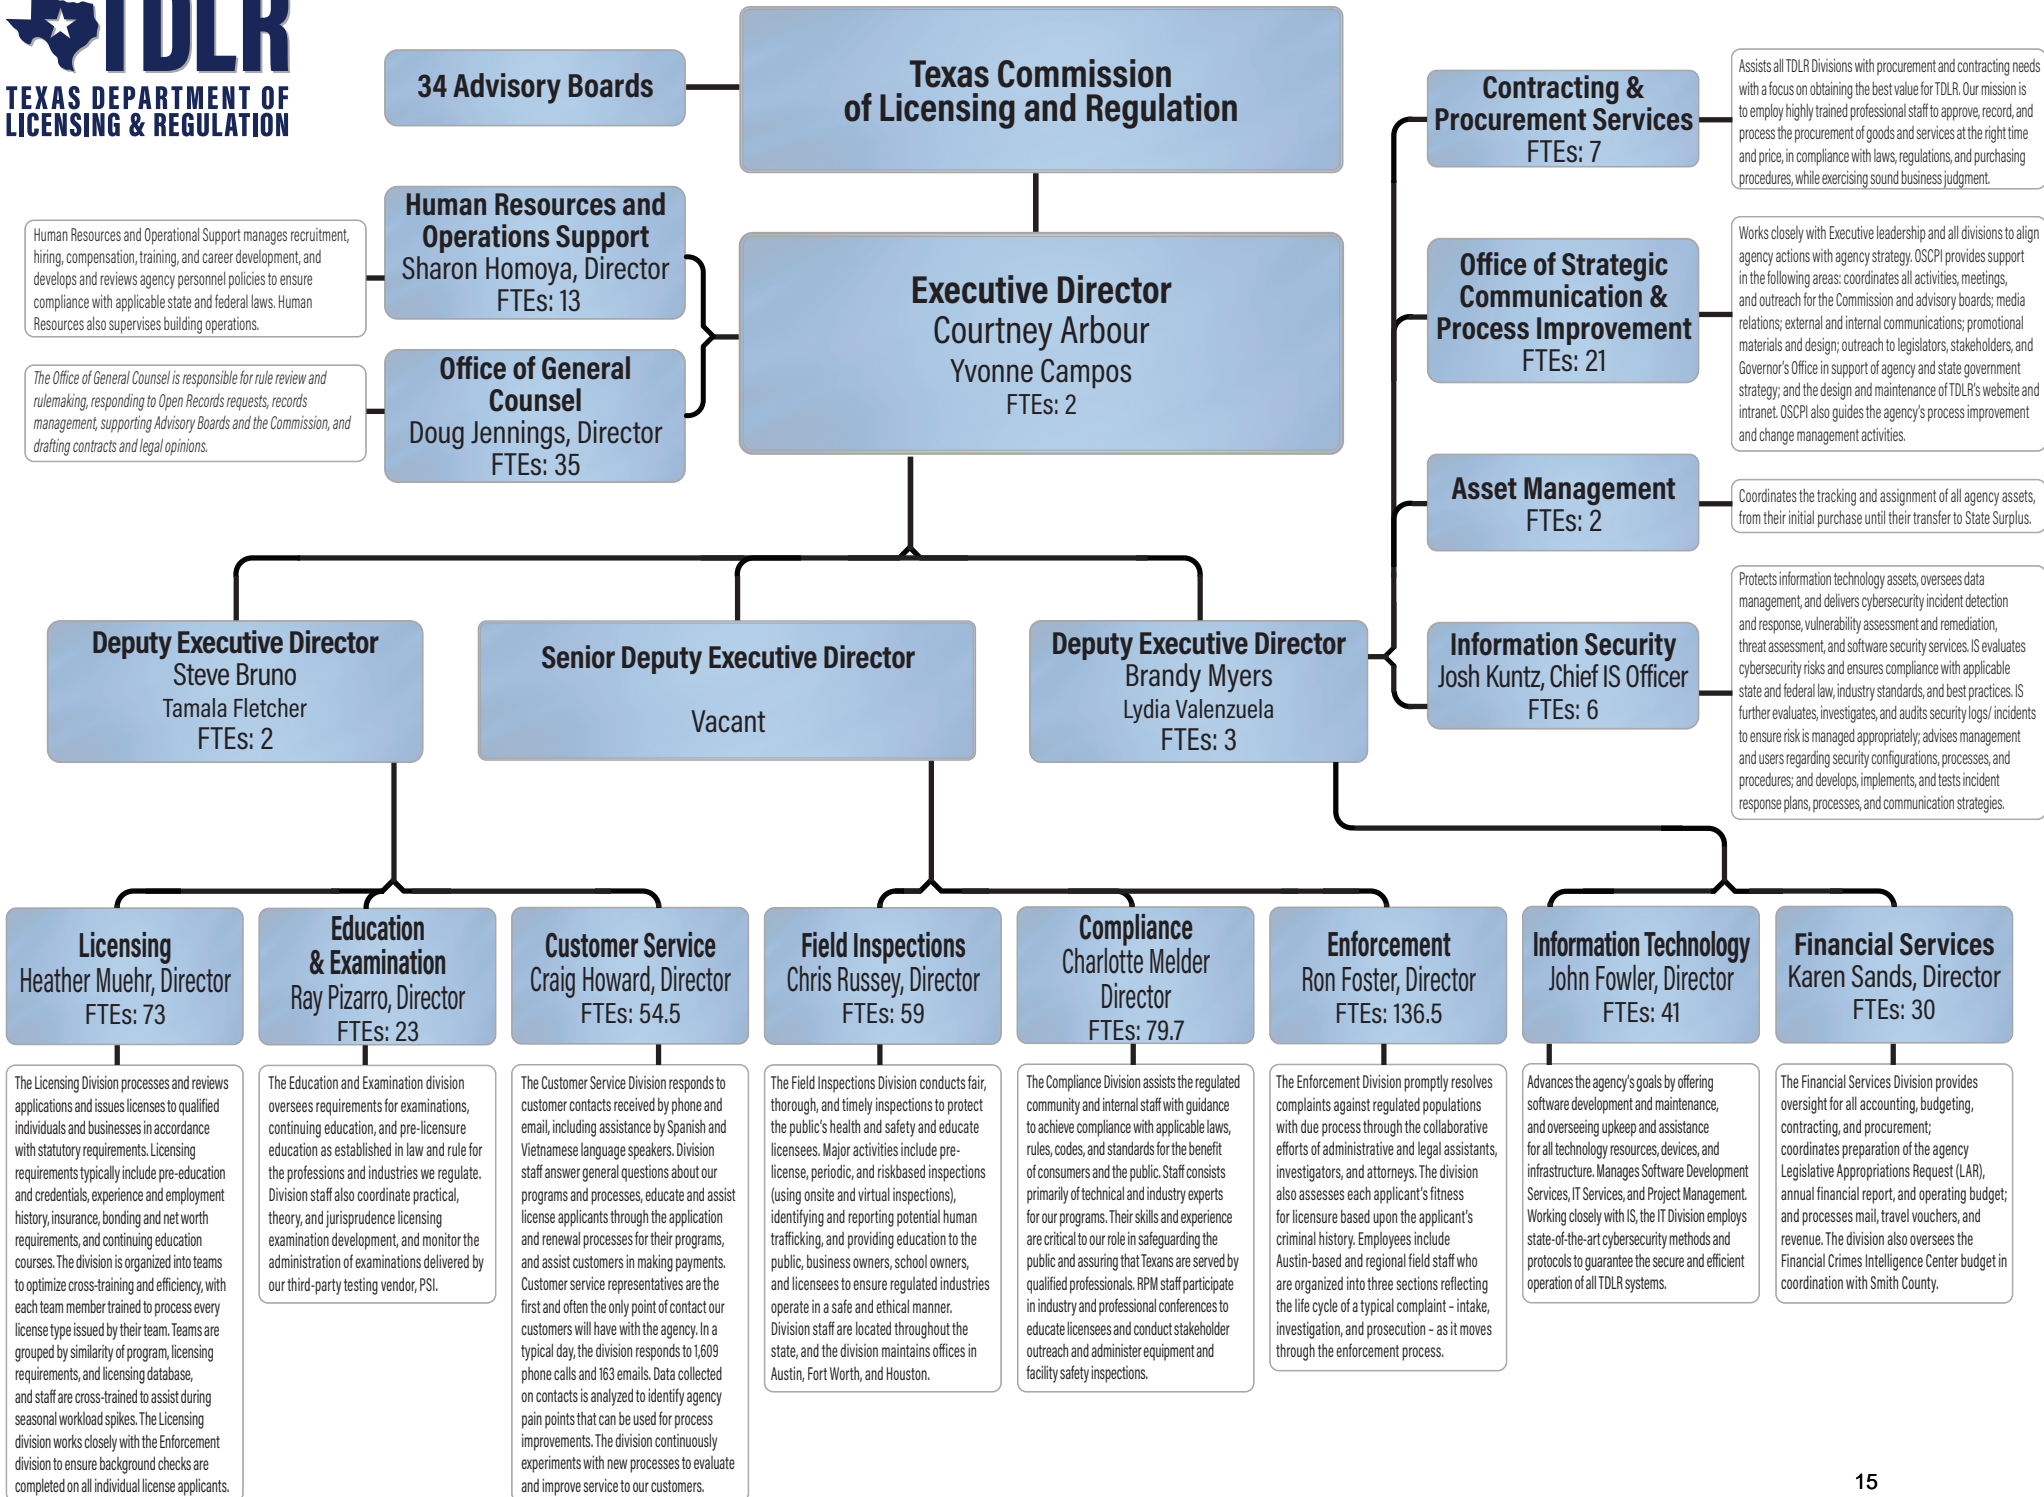 TDLR
TEXAS DEPARTMENT OF
LICENSING & REGULATION
34 Advisory Boards
Texas Commission
of Licensing and Regulation
Human Resources and
Operations Support
Sharon Homoya, Director
FTEs: 13
Human Resources and Operational Support manages recruitment,
hiring, compensation, training, and career development, and
develops and reviews agency personnel policies to ensure
compliance with applicable state and federal laws. Human
Resources also supervises building operations.
Office of General
Counsel
Doug Jennings, Director
FTEs: 35
The Office of General Counsel is responsible for rule review and
rulemaking, responding to Open Records requests, records
management, supporting Advisory Boards and the Commission, and
drafting contracts and legal opinions.
Executive Director
Courtney Arbour
Yvonne Campos
FTEs: 2
Contracting &
Procurement Services
FTEs: 7
Assists all TDLR Divisions with procurement and contracting needs
with a focus on obtaining the best value for TDLR. Our mission is
to employ highly trained professional staff to approve, record, and
process the procurement of goods and services at the right time
and price, in compliance with laws, regulations, and purchasing
procedures, while exercising sound business judgment.
Office of Strategic
Communication &
Process Improvement
FTEs: 21
Works closely with Executive leadership and all divisions to align
agency actions with agency strategy. OSCPI provides support
in the following areas: coordinates all activities, meetings,
and outreach for the Commission and advisory boards; media
relations; external and internal communications; promotional
materials and design; outreach to legislators, stakeholders, and
Governor's Office in support of agency and state government
strategy; and the design and maintenance of TDLR's website and
intranet. OSCPI also guides the agency's process improvement
and change management activities.
Asset Management
FTEs: 2
Coordinates the tracking and assignment of all agency assets,
from their initial purchase until their transfer to State Surplus.
Information Security
Josh Kuntz, Chief IS Officer
FTEs: 6
Protects information technology assets, oversees data
management, and delivers cybersecurity incident detection
and response, vulnerability assessment and remediation,
threat assessment, and software security services. IS evaluates
cybersecurity risks and ensures compliance with applicable
state and federal law, industry standards, and best practices. IS
further evaluates, investigates, and audits security logs/ incidents
to ensure risk is managed appropriately; advises management
and users regarding security configurations, processes, and
procedures; and develops, implements, and tests incident
response plans, processes, and communication strategies.
Deputy Executive Director
Steve Bruno
Tamala Fletcher
FTEs: 2
Senior Deputy Executive Director
Vacant
Deputy Executive Director
Brandy Myers
Lydia Valenzuela
FTEs: 3
Licensing
Heather Muehr, Director
FTEs: 73
The Licensing Division processes and reviews
applications and issues licenses to qualified
individuals and businesses in accordance
with statutory requirements. Licensing
requirements typically include pre-education
and credentials, experience and employment
history, insurance, bonding and net worth
requirements, and continuing education
courses. The division is organized into teams
to optimize cross-training and efficiency, with
each team member trained to process every
license type issued by their team. Teams are
grouped by similarity of program, licensing
requirements, and licensing database,
and staff are cross-trained to assist during
seasonal workload spikes. The Licensing
division works closely with the Enforcement
division to ensure background checks are
completed on all individual license applicants.
Education
& Examination
Ray Pizarro, Director
FTEs: 23
The Education and Examination division
oversees requirements for examinations,
continuing education, and pre-licensure
education as established in law and rule for
the professions and industries we regulate.
Division staff also coordinate practical,
theory, and jurisprudence licensing
examination development, and monitor the
administration of examinations delivered by
our third-party testing vendor, PSI.
Customer Service
Craig Howard, Director
FTEs: 54.5
The Customer Service Division responds to
customer contacts received by phone and
email, including assistance by Spanish and
Vietnamese language speakers. Division
staff answer general questions about our
programs and processes, educate and assist
license applicants through the application
and renewal processes for their programs,
and assist customers in making payments.
Customer service representatives are the
first and often the only point of contact our
customers will have with the agency. In a
typical day, the division responds to 1,609
phone calls and 163 emails. Data collected
on contacts is analyzed to identify agency
pain points that can be used for process
improvements. The division continuously
experiments with new processes to evaluate
and improve service to our customers.
Field Inspections
Chris Russey, Director
FTEs: 59
The Field Inspections Division conducts fair,
thorough, and timely inspections to protect
the public's health and safety and educate
licensees. Major activities include pre-
license, periodic, and riskbased inspections
(using onsite and virtual inspections),
identifying and reporting potential human
trafficking, and providing education to the
public, business owners, school owners,
and licensees to ensure regulated industries
operate in a safe and ethical manner.
Division staff are located throughout the
state, and the division maintains offices in
Austin, Fort Worth, and Houston.
Compliance
Charlotte Melder
Director
FTEs: 79.7
The Compliance Division assists the regulated
community and internal staff with guidance
to achieve compliance with applicable laws,
rules, codes, and standards for the benefit
of consumers and the public. Staff consists
primarily of technical and industry experts
for our programs. Their skills and experience
are critical to our role in safeguarding the
public and assuring that Texans are served by
qualified professionals. RPM staff participate
in industry and professional conferences to
educate licensees and conduct stakeholder
outreach and administer equipment and
facility safety inspections.
Enforcement
Ron Foster, Director
FTEs: 136.5
The Enforcement Division promptly resolves
complaints against regulated populations
with due process through the collaborative
efforts of administrative and legal assistants,
investigators, and attorneys. The division
also assesses each applicant's fitness
for licensure based upon the applicant's
criminal history. Employees include
Austin-based and regional field staff who
are organized into three sections reflecting
the life cycle of a typical complaint – intake,
investigation, and prosecution – as it moves
through the enforcement process.
Information Technology
John Fowler, Director
FTEs: 41
Advances the agency's goals by offering
software development and maintenance,
and overseeing upkeep and assistance
for all technology resources, devices, and
infrastructure. Manages Software Development
Services, IT Services, and Project Management.
Working closely with IS, the IT Division employs
state-of-the-art cybersecurity methods and
protocols to guarantee the secure and efficient
operation of all TDLR systems.
Financial Services
Karen Sands, Director
FTEs: 30
The Financial Services Division provides
oversight for all accounting, budgeting,
contracting, and procurement;
coordinates preparation of the agency
Legislative Appropriations Request (LAR),
annual financial report, and operating budget;
and processes mail, travel vouchers, and
revenue. The division also oversees the
Financial Crimes Intelligence Center budget in
coordination with Smith County.
15